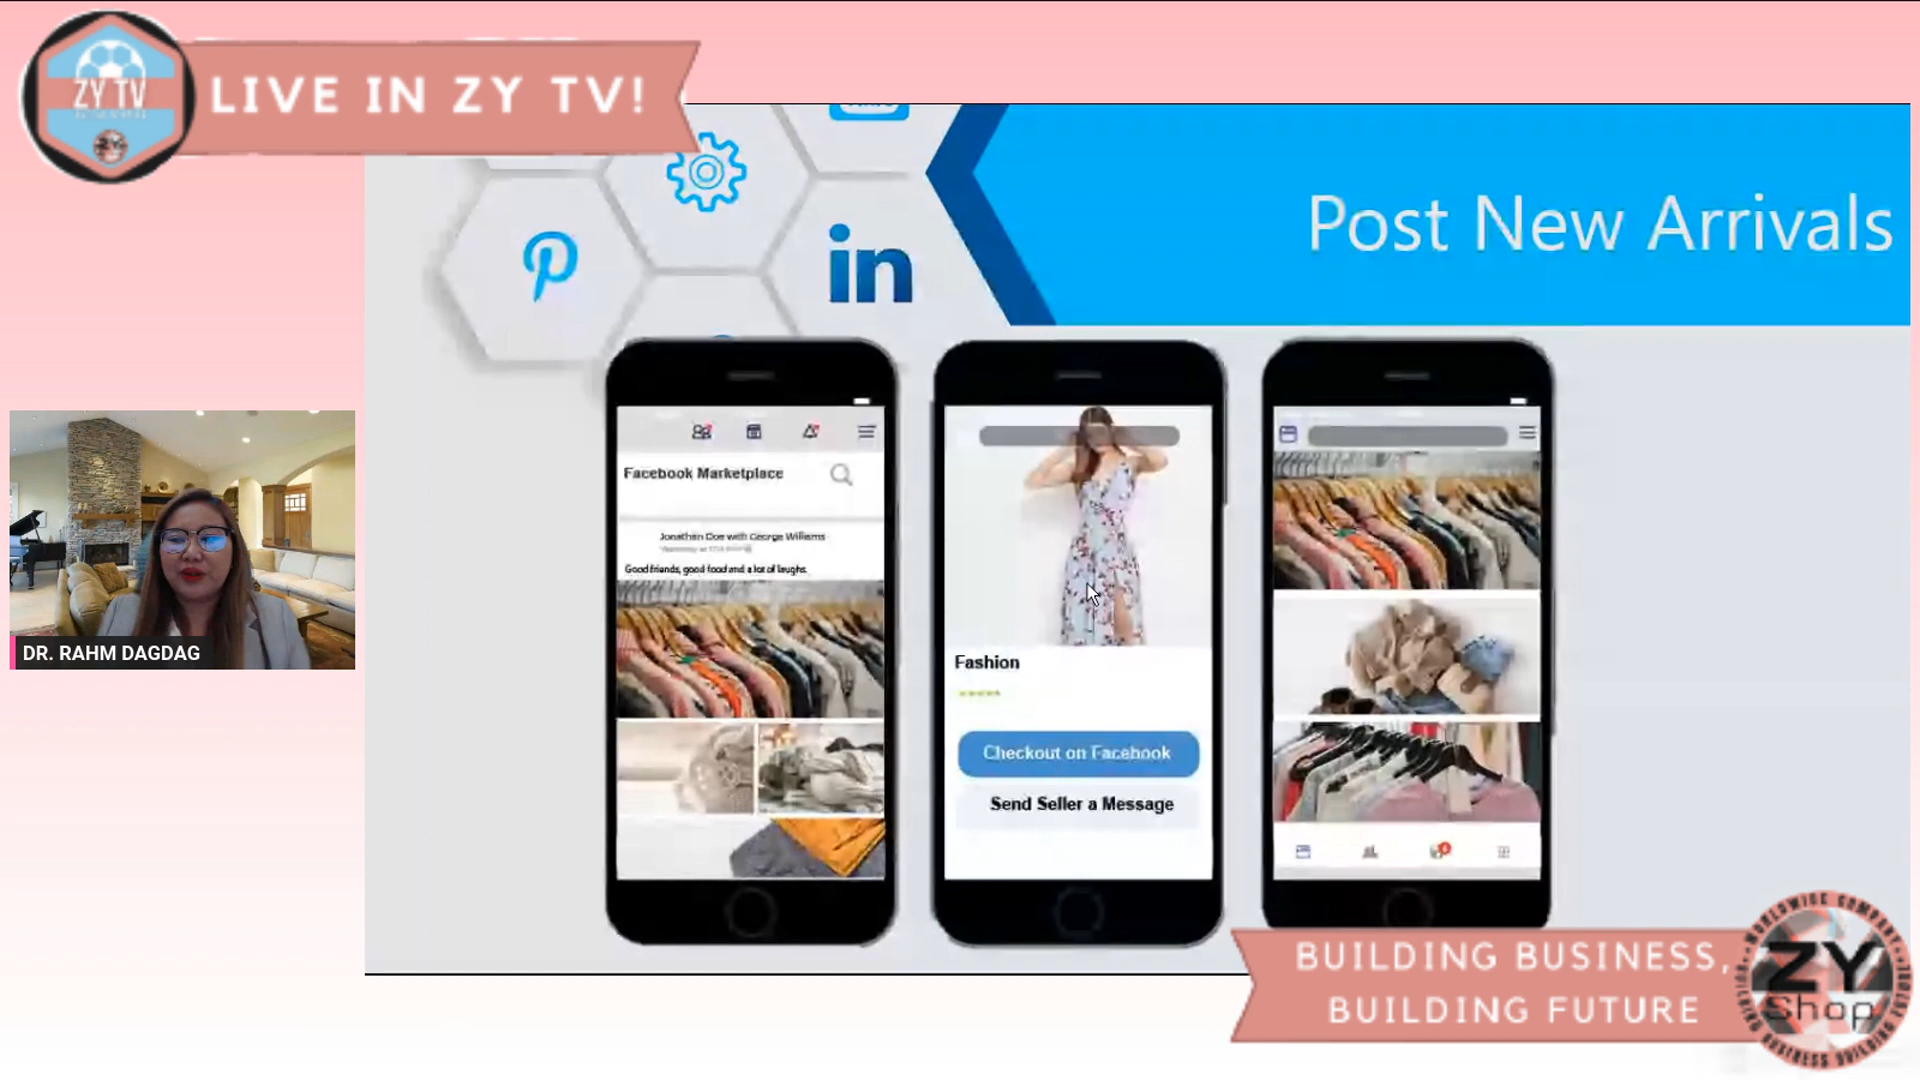 ZY TV
LIVE IN ZY TV!
Post New Arrivals
in
Facebook Marketplace
Jonathan Doe with George Williams
Good friends, good food and a lot of laughs.
Fashion
Checkout on Facebook
Send Seller a Message
DR. RAHM DAGDAG
BUILDING BUSINESS,
BUILDING FUTURE
ZY
Shop